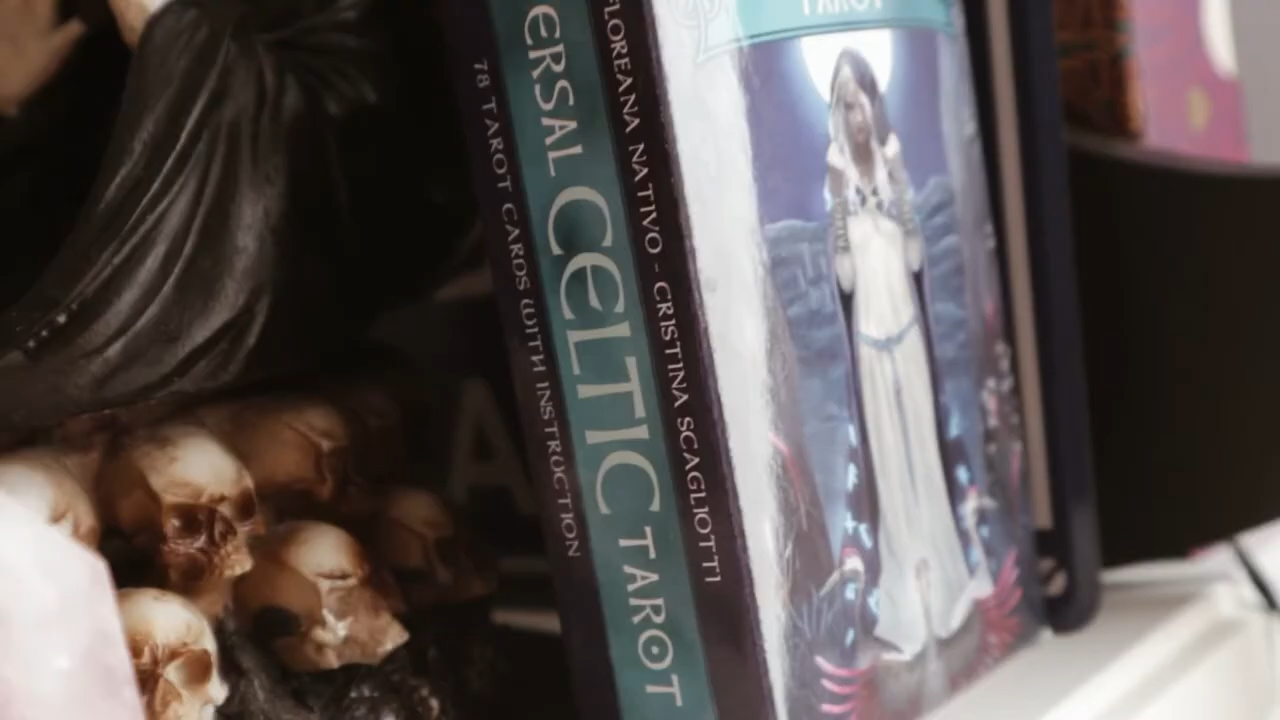 FLOREANA NATIVO - CRISTINA SCAGLIOTTI
ERSAL CELTIC TAROT
78 TAROT CARDS WITH INSTRUCTION
TAROT